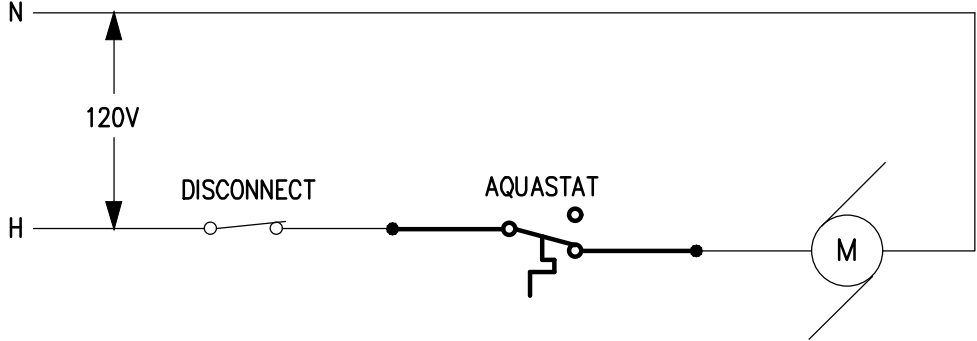 N
120V
DISCONNECT
AQUASTAT
H
M